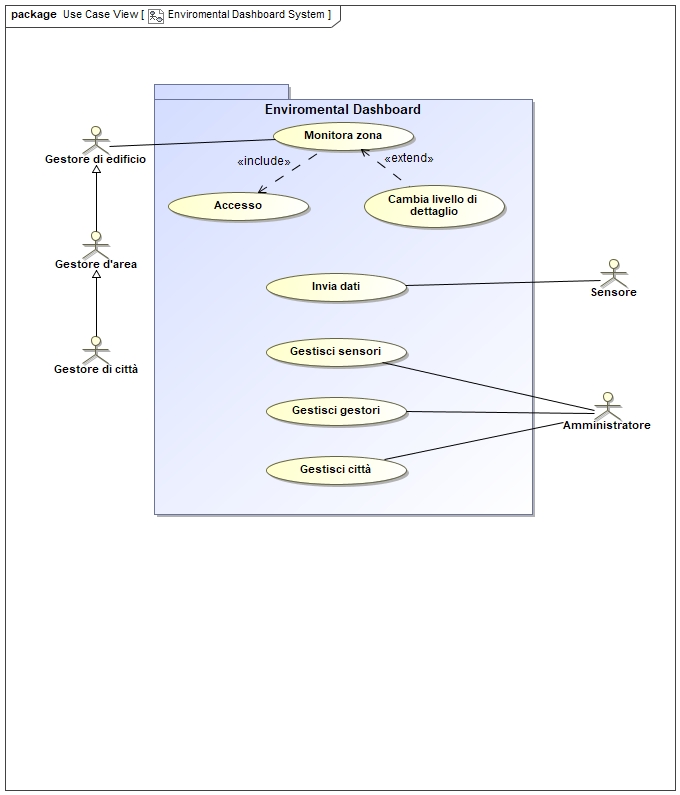 package Use Case View [ Enviromental Dashboard System ]
Enviromental Dashboard
Monitora zona
Gestore di edificio
«include»
«extend»
Accesso
Cambia livello di
dettaglio
Gestore d'area
Invia dati
Sensore
Gestisci sensori
Gestore di città
Gestisci gestori
Amministratore
Gestisci città